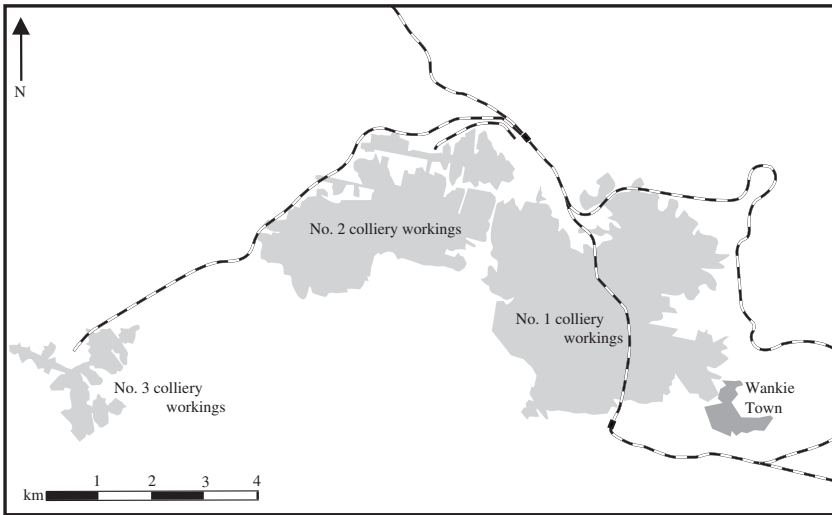 N
No. 2 colliery workings
No. 1 colliery
workings
No. 3 colliery
workings
Wankie
Town
km 1 2 3 4